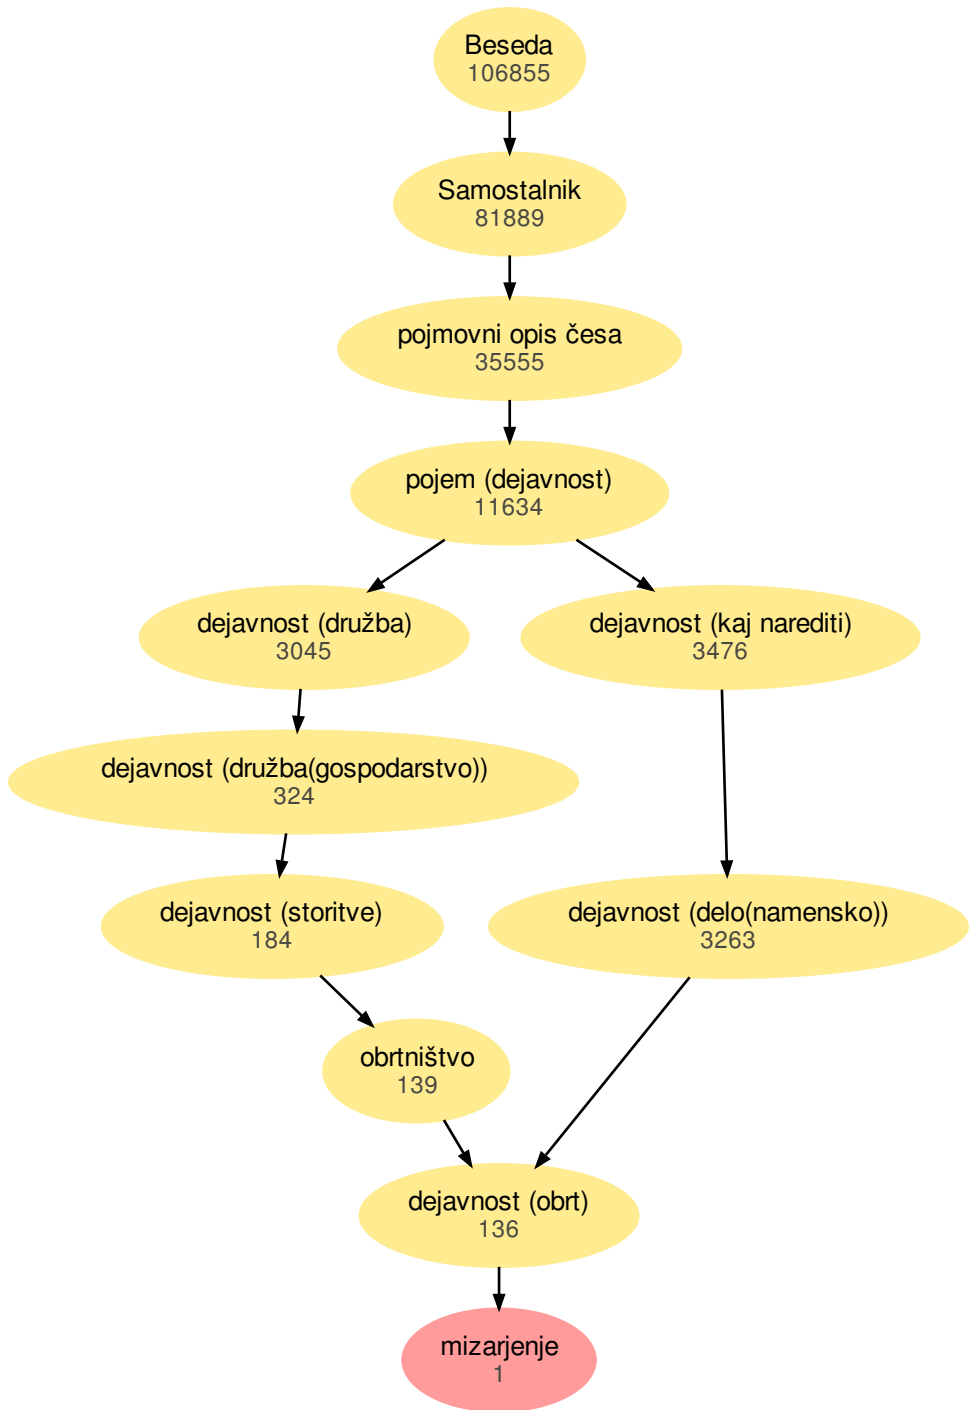 Beseda
106855
Samostalnik
81889
pojmovni opis česa
35555
pojem (dejavnost)
11634
dejavnost (družba)
3045
dejavnost (kaj narediti)
3476
dejavnost (družba(gospodarstvo))
324
dejavnost (storitve)
184
dejavnost (delo(namensko))
3263
obrtništvo
139
dejavnost (obrt)
136
mizarjenje
1